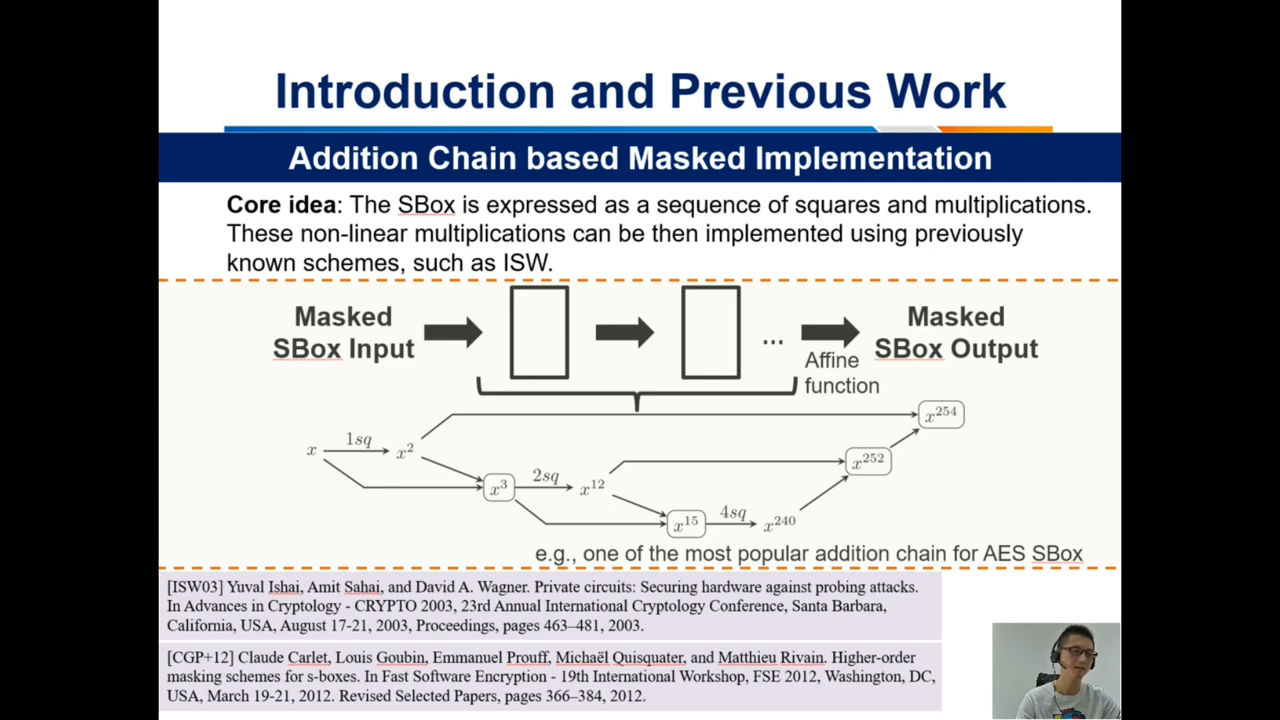 Introduction and Previous Work
Addition Chain based Masked Implementation
Core idea: The SBox is expressed as a sequence of squares and multiplications.
These non-linear multiplications can be then implemented using previously
known schemes, such as ISW.
Masked
SBox Input
...
Affine
function
Masked
SBox Output
x^{254}
1sq
x
x^2
x^{252}
2sq
x^3
x^{12}
4sq
x^{15}
x^{240}
e.g., one of the most popular addition chain for AES SBox
[ISW03] Yuval Ishai, Amit Sahai, and David A. Wagner. Private circuits: Securing hardware against probing attacks.
In Advances in Cryptology - CRYPTO 2003, 23rd Annual International Cryptology Conference, Santa Barbara,
California, USA, August 17-21, 2003, Proceedings, pages 463–481, 2003.
[CGP+12] Claude Carlet, Louis Goubin, Emmanuel Prouff, Michaël Quisquater, and Matthieu Rivain. Higher-order
masking schemes for s-boxes. In Fast Software Encryption - 19th International Workshop, FSE 2012, Washington, DC,
USA, March 19-21, 2012. Revised Selected Papers, pages 366–384, 2012.